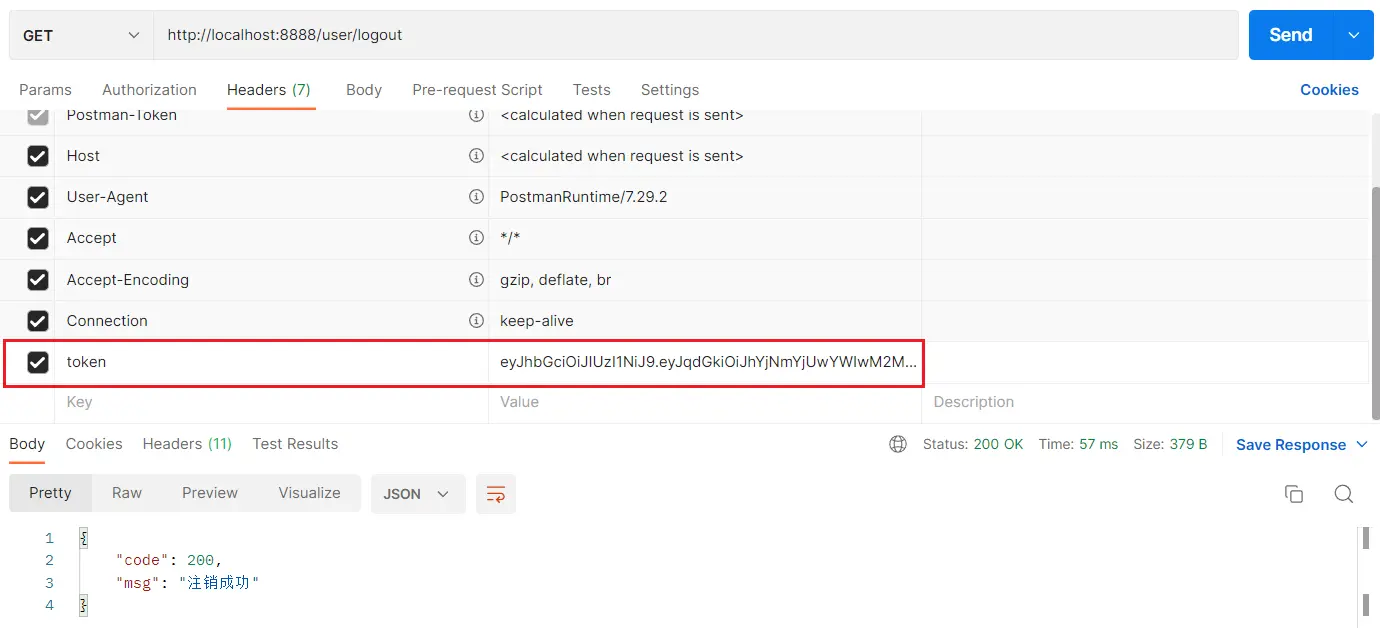 GET http://localhost:8888/user/logout Send
Params Authorization Headers (7) Body Pre-request Script Tests Settings Cookies
Postman-Token <calculated when request is sent>
Host <calculated when request is sent>
User-Agent PostmanRuntime/7.29.2
Accept */*
Accept-Encoding gzip, deflate, br
Connection keep-alive
token eyJhbGciOiJIUzI1NiJ9.eyJqdGkiOiJhYjNmYjUwYWIwM2M...
Key Value Description
Body Cookies Headers (11) Test Results Status: 200 OK Time: 57 ms Size: 379 B Save Response
Pretty Raw Preview Visualize JSON
1 {
2 "code": 200,
3 "msg": "注销成功"
4 }